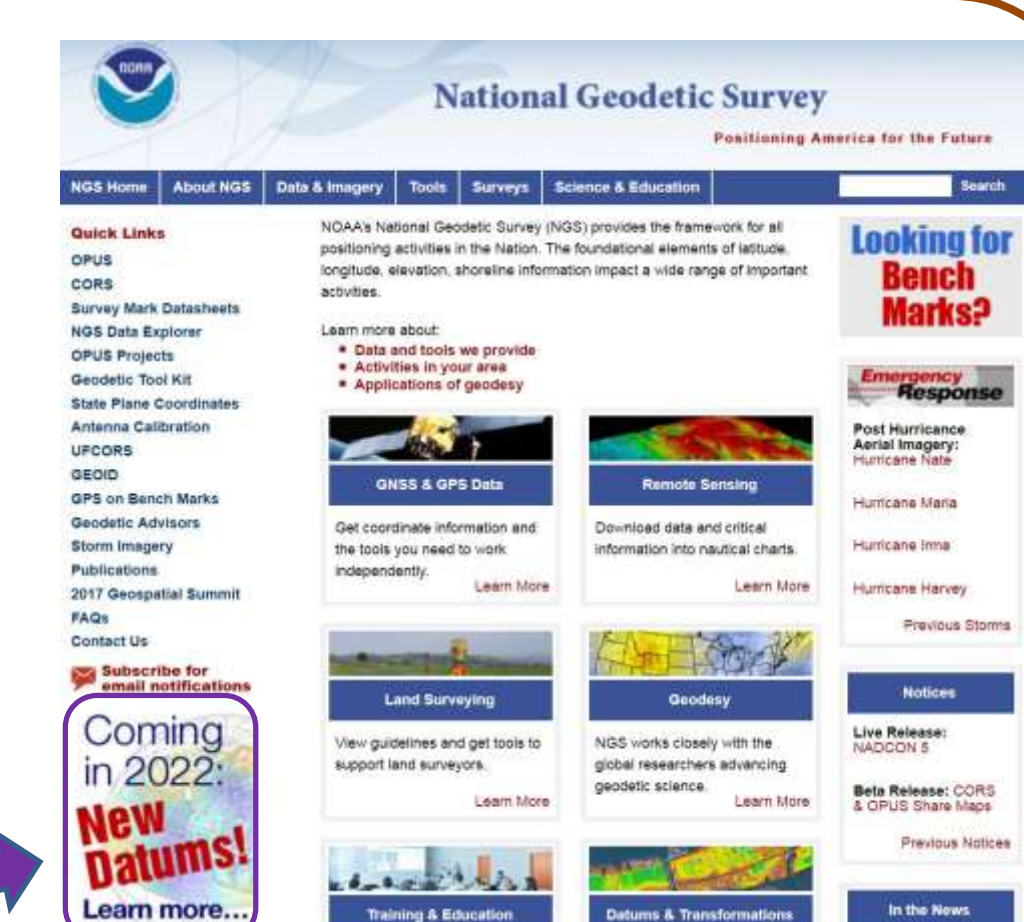 NOAA
National Geodetic Survey
Positioning America for the Future
NGS Home
About NGS
Data & Imagery
Tools
Surveys
Science & Education
Search
Quick Links
OPUS
CORS
Survey Mark Datasheets
NGS Data Explorer
OPUS Projects
Geodetic Tool Kit
State Plane Coordinates
Antenna Calibration
UFCORS
GEOID
GPS on Bench Marks
Geodetic Advisors
Storm Imagery
Publications
2017 Geospatial Summit
FAQs
Contact Us
Subscribe for
email notifications
Coming
in 2022:
New
Datums!
Learn more...
NOAA's National Geodetic Survey (NGS) provides the framework for all
positioning activities in the Nation. The foundational elements of latitude,
longitude, elevation, shoreline information impact a wide range of important
activities.
Learn more about:
Data and tools we provide
Activities in your area
Applications of geodesy
GNSS & GPS Data
Get coordinate information and
the tools you need to work
independently.
Learn More
Remote Sensing
Download data and critical
information into nautical charts.
Learn More
Land Surveying
View guidelines and get tools to
support land surveyors.
Learn More
Geodesy
NGS works closely with the
global researchers advancing
geodetic science.
Learn More
Training & Education
Datums & Transformations
Looking for
Bench
Marks?
Emergency
Response
Post Hurricance
Aerial Imagery:
Hurricane Nate
Hurricane Maria
Hurricane Irma
Hurricane Harvey
Previous Storms
Notices
Live Release:
NADCON 5
Beta Release: CORS
& OPUS Share Maps
Previous Notices
In the News